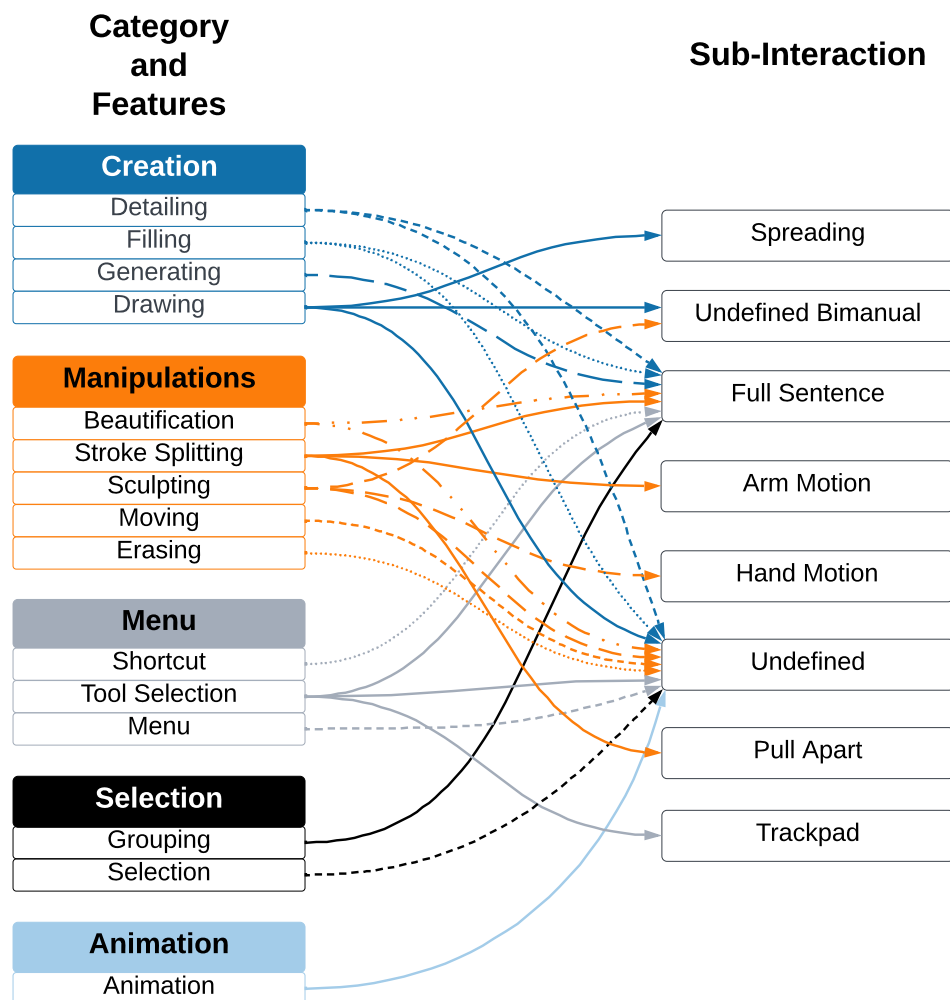 Category
and
Features
Sub-Interaction
Creation
Detailing
Filling
Generating
Drawing
Manipulations
Beautification
Stroke Splitting
Sculpting
Moving
Erasing
Menu
Shortcut
Tool Selection
Menu
Selection
Grouping
Selection
Animation
Animation
Spreading
Undefined Bimanual
Full Sentence
Arm Motion
Hand Motion
Undefined
Pull Apart
Trackpad